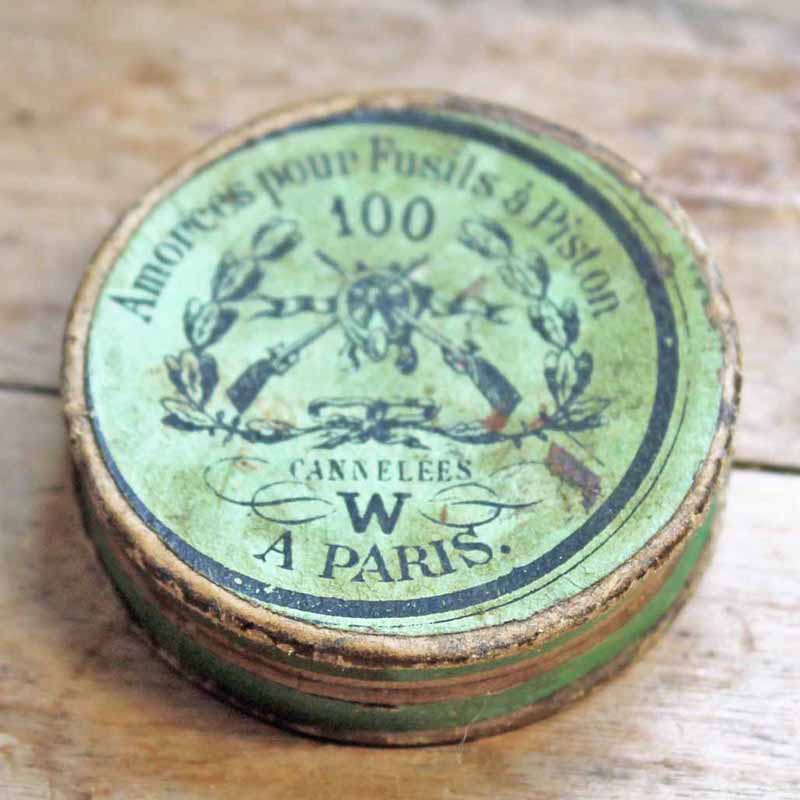 Amorces pour Fusils à Piston
100
CANNELÉES
W
A PARIS.